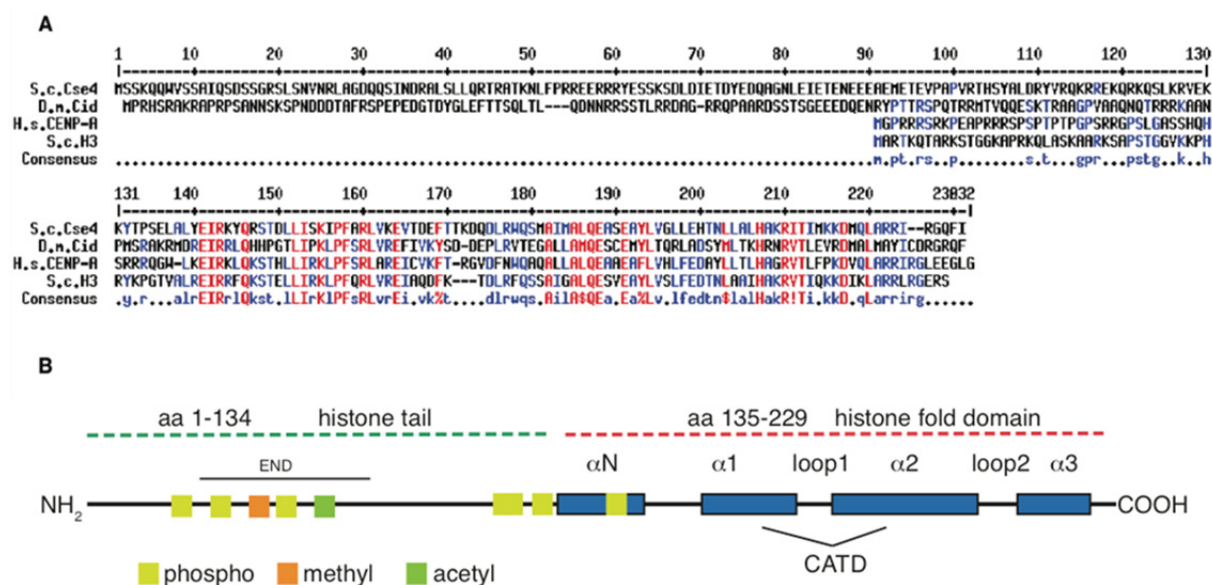 A
1 10 20 30 40 50 60 70 80 90 100 110 120 130
S.c.Cse4 MSSKQQWVSSAIQSDSSGRSLSNVNRLAGDQQSINDRALSLLQRTRATKNLFPRREERRRYESSKSDLDIETDYEDQAGNLEIETENEEEAEMETEVPAPVRTHSYALDRYVRQKRREKQRKQSLKRVEK
D.m.Cid MPRHSRAKRAPRPSANNSKSPNDDDTAFRSPEPEDGTDYGLEFTTSQLTL---QDNNRRSSTLRRDAG-RRQPAARDSSTSGEEEDQENRYPTTRSPQTRRMTVQQESKTRAAGPVAAQNQTRRRKAAN
H.s.CENP-A MGPRRRSRKPEAPRRRSPSPTPTPGPSRRGPSLGASSHQH
S.c.H3 MARTKQTARKSTGGKAPRKQLASKAARKSAPSTGGVKKPH
Consensus ..........................................................................................m.pt.rs..p........s.t...gpr...pstg..k..h
131 140 150 160 170 180 190 200 210 220 230232
S.c.Cse4 KYTPSELALYEIRKYQRSTDLLISKIPFARLVKEVTDEFTTKDQDLRWQSMAIMALQEASEAYLVGLLEHTNLLALHAKRITIMKKDMQLARRI--RGQFI
D.m.Cid PMSRAKRMDREIRRLQHHPGTLIPKLPFSRLVREFIVKYSD-DEPLRVTEGALLAMQESCEMYLTQRLADSYMLTKHRNRVTLEVRDMALMAYICDRGRQF
H.s.CENP-A SRRRQGW-LKEIRKLQKSTHLLIRKLPFSRLAREICVKFT-RGVDFNWQAQALLALQEAAEAFLVHLFEDAYLLTLHAGRVTLFPKDVQLARRIRGLEEGLG
S.c.H3 RYKPGTVALREIRRFQKSTELLIRKLPFQRLVREIAQDFK---TDLRFQSSAIGALQESVEAYLVSLFEDTNLAAIHAKRVTIQKKDIKLARRLRGERS
Consensus .y.r...alrEIRrlQkst.lLIrKlPFsRLvrEi.vk%t.....dlrwqs.AilA$QEa.Ea%Lv.lfedtn$lalHakR!Ti.kkD.qLarrirg......
B
aa 1-134 histone tail aa 135-229 histone fold domain
END αN α1 loop1 α2 loop2 α3
NH2 COOH
CATD
phospho methyl acetyl